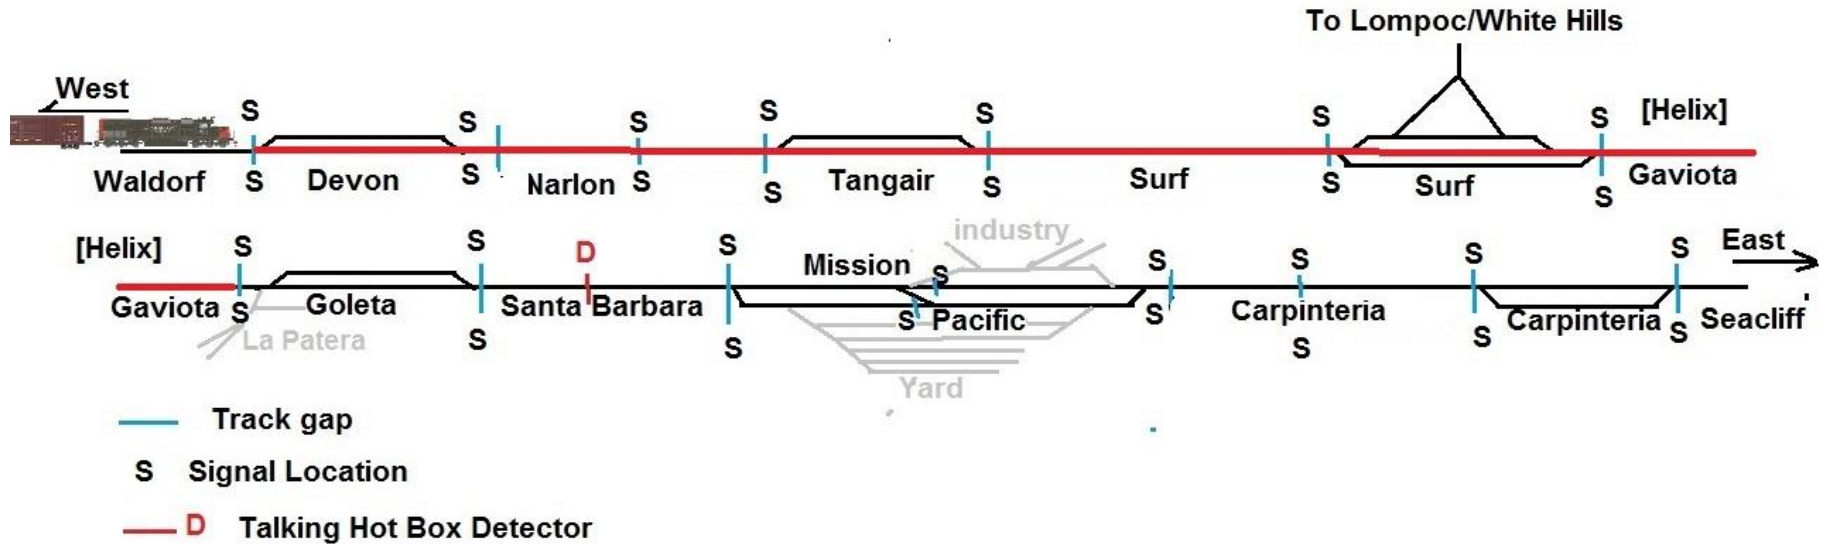 To Lompoc/White Hills
West
S S S S S S S [Helix]
Waldorf S Devon S Narlon S S Tangair S Surf S Surf S Gaviota
[Helix] S S D S Mission industry S S S S S East
Gaviota S Goleta Santa Barbara S Pacific S Carpinteria Carpinteria Seacliff
La Patera S S S S S
Yard
Track gap
S Signal Location
D Talking Hot Box Detector